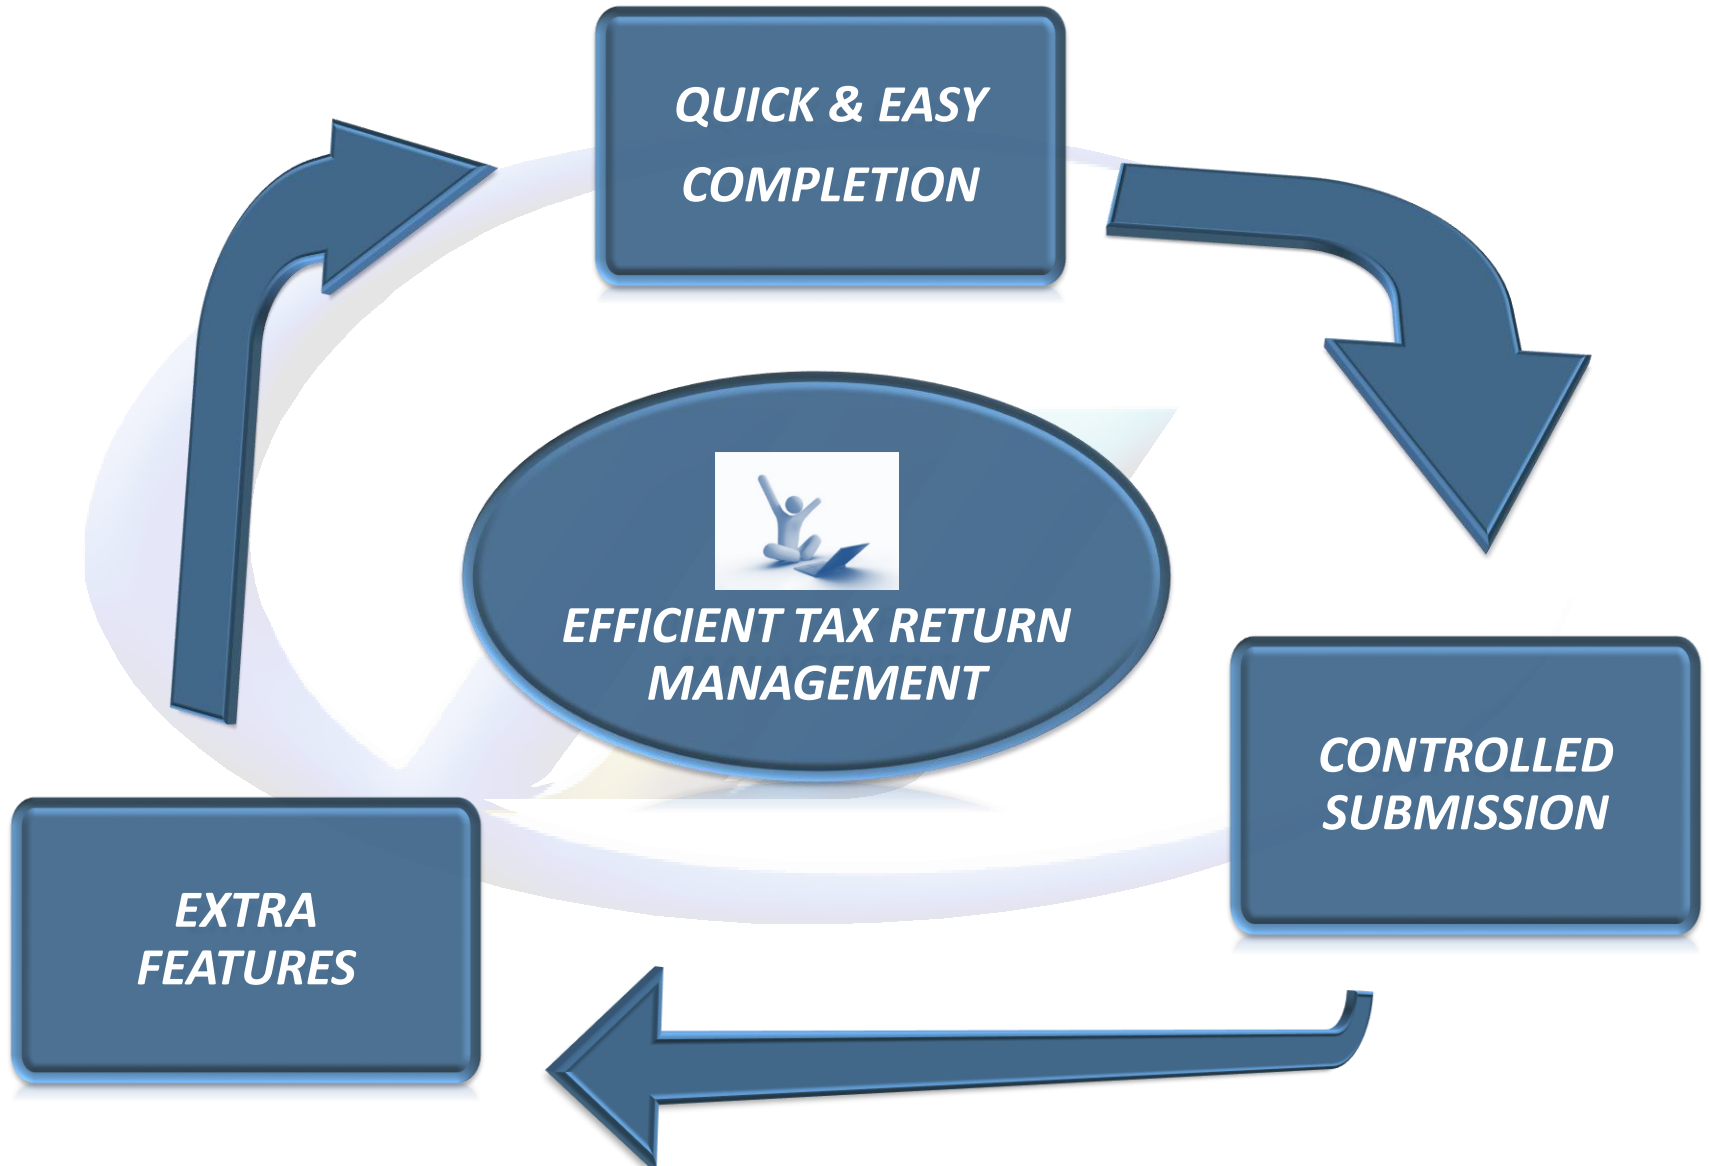 QUICK & EASY
COMPLETION
EFFICIENT TAX RETURN
MANAGEMENT
CONTROLLED
SUBMISSION
EXTRA
FEATURES